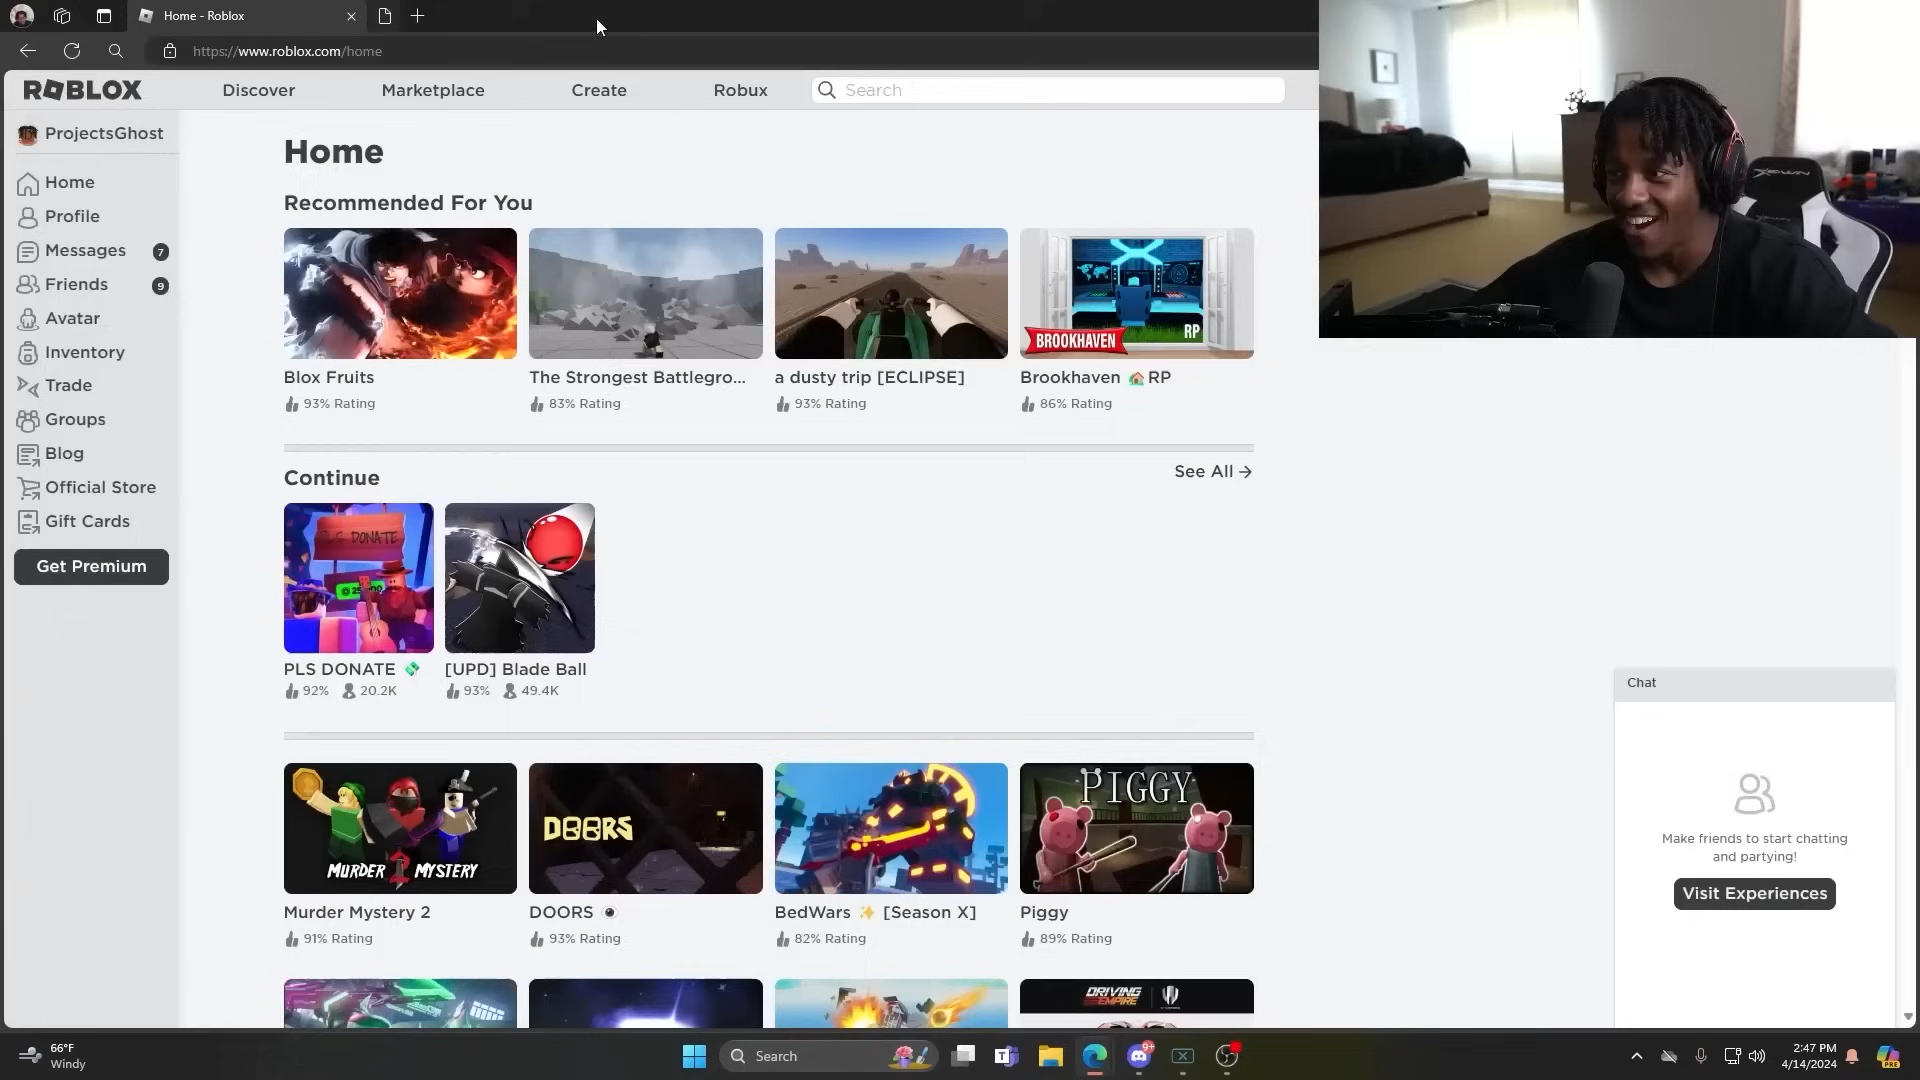 Home - Roblox
https://www.roblox.com/home
ROBLOX
Discover
Marketplace
Create
Robux
Search
ProjectsGhost
Home
Profile
Messages 7
Friends 9
Avatar
Inventory
Trade
Groups
Blog
Official Store
Gift Cards
Get Premium
Home
Recommended For You
BROOKHAVEN
RP
Blox Fruits
93% Rating
The Strongest Battlegro...
83% Rating
a dusty trip [ECLIPSE]
93% Rating
Brookhaven 🏠RP
86% Rating
Continue
See All →
PLS DONATE
PLS DONATE 💸
92% 20.2K
[UPD] Blade Ball
93% 49.4K
MURDER 2 MYSTERY
DOORS
PIGGY
Murder Mystery 2
91% Rating
DOORS 👁
93% Rating
BedWars ✨ [Season X]
82% Rating
Piggy
89% Rating
DRIVING
EMPIRE
Chat
Make friends to start chatting
and partying!
Visit Experiences
66°F
Windy
Search
9+
2:47 PM
4/14/2024
PRE